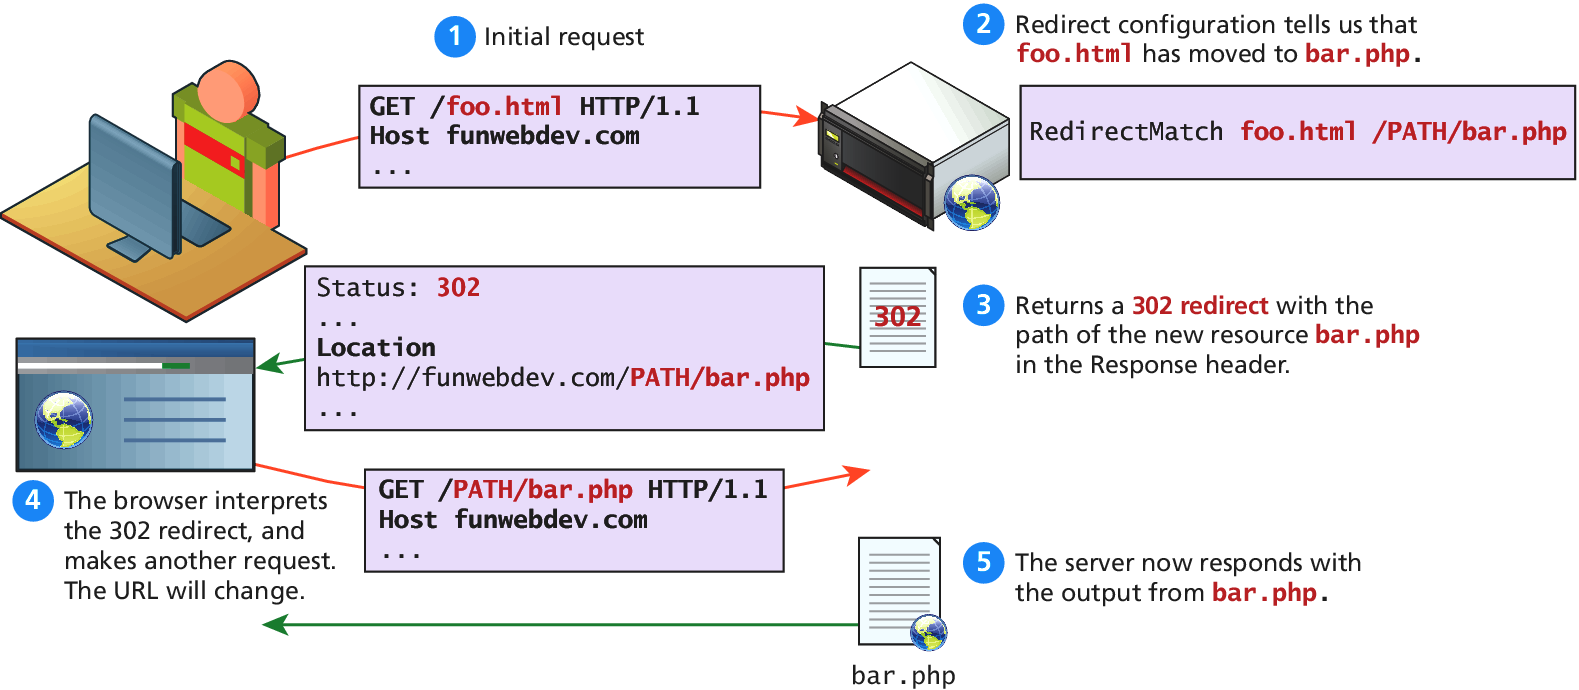 1 Initial request
GET /foo.html HTTP/1.1
Host funwebdev.com
...
2 Redirect configuration tells us that
foo.html has moved to bar.php.
RedirectMatch foo.html /PATH/bar.php
Status: 302
...
Location
http://funwebdev.com/PATH/bar.php
...
302
3 Returns a 302 redirect with the
path of the new resource bar.php
in the Response header.
4 The browser interprets
the 302 redirect, and
makes another request.
The URL will change.
GET /PATH/bar.php HTTP/1.1
Host funwebdev.com
...
5 The server now responds with
the output from bar.php.
bar.php